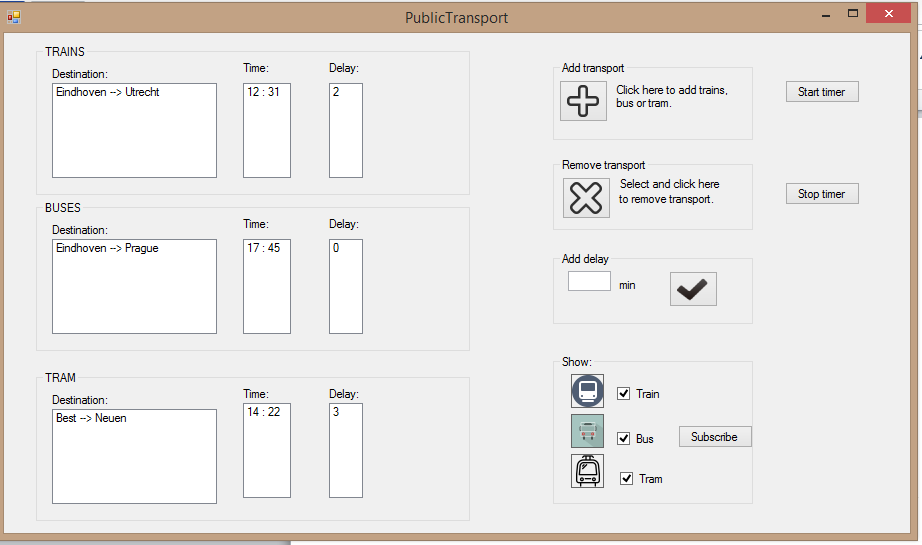 PublicTransport
TRAINS
Destination:
Time:
Delay:
Eindhoven --> Utrecht
12 : 31
2
BUSES
Destination:
Time:
Delay:
Eindhoven --> Prague
17 : 45
0
TRAM
Destination:
Time:
Delay:
Best --> Neuen
14 : 22
3
Add transport
Click here to add trains,
bus or tram.
Remove transport
Select and click here
to remove transport.
Add delay
min
Show:
Train
Bus
Subscribe
Tram
Start timer
Stop timer